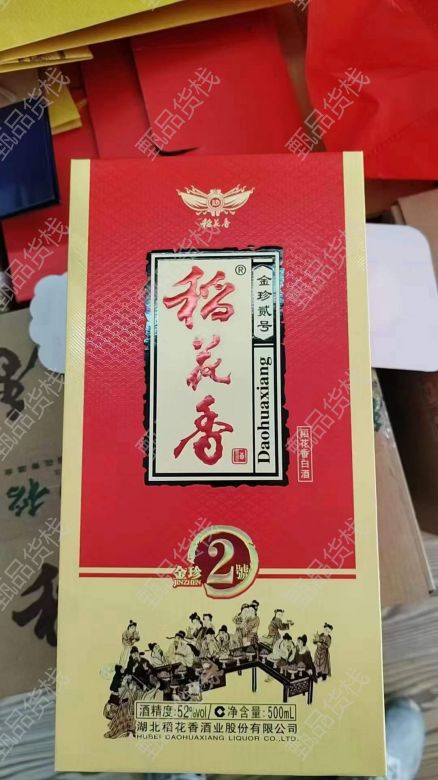 稻花香
稻花香
®
金珍贰号
Daohuaxiang
稻花香白酒
金珍2號
JINZHEN
酒精度:52%vol/净含量:500mL
湖北稻花香酒业股份有限公司
HUBEI DAOHUAXIANG LIQUOR CO.,LTD.
甄品货栈